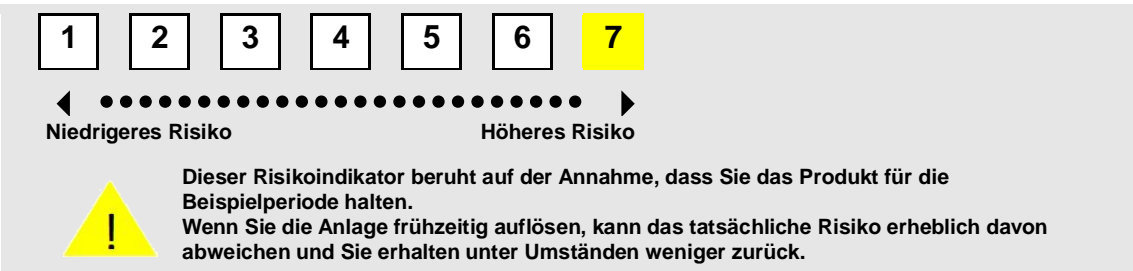 1 2 3 4 5 6 7
Niedrigeres Risiko Höheres Risiko
Dieser Risikoindikator beruht auf der Annahme, dass Sie das Produkt für die
Beispielperiode halten.
Wenn Sie die Anlage frühzeitig auflösen, kann das tatsächliche Risiko erheblich davon
abweichen und Sie erhalten unter Umständen weniger zurück.
!